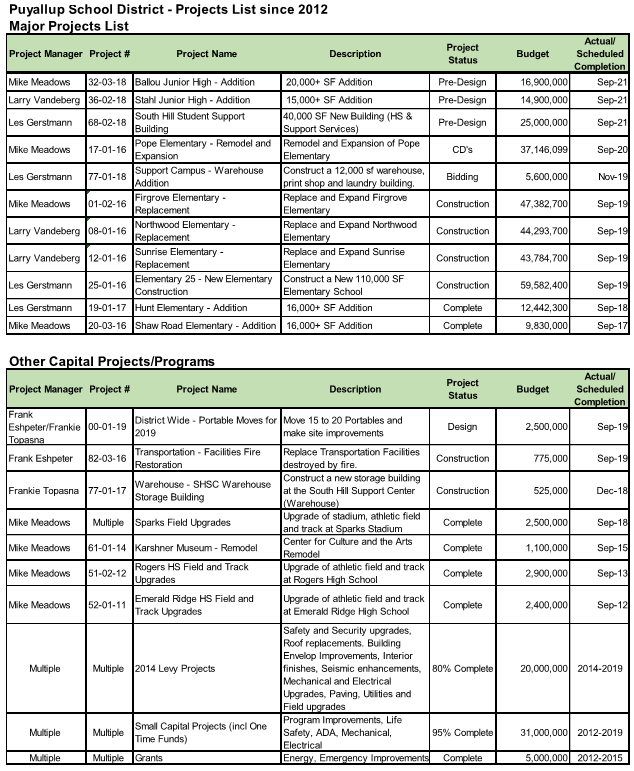 Puyallup School District - Projects List since 2012
Major Projects List
Project Manager Project # Project Name Description Project Status Budget Actual/ Scheduled Completion
Mike Meadows 32-03-18 Ballou Junior High - Addition 20,000+ SF Addition Pre-Design 16,900,000 Sep-21
Larry Vandeberg 36-02-18 Stahl Junior High - Addition 15,000+ SF Addition Pre-Design 14,900,000 Sep-21
Les Gerstmann 68-02-18 South Hill Student Support Building 40,000 SF New Building (HS & Support Services) Pre-Design 25,000,000 Sep-21
Mike Meadows 17-01-16 Pope Elementary - Remodel and Expansion Remodel and Expansion of Pope Elementary CD's 37,146,099 Sep-20
Les Gerstmann 77-01-18 Support Campus - Warehouse Addition Construct a 12,000 sf warehouse, print shop and laundry building. Bidding 5,600,000 Nov-19
Mike Meadows 01-02-16 Firgrove Elementary - Replacement Replace and Expand Firgrove Elementary Construction 47,382,700 Sep-19
Larry Vandeberg 08-01-16 Northwood Elementary - Replacement Replace and Expand Northwood Elementary Construction 44,293,700 Sep-19
Larry Vandeberg 12-01-16 Sunrise Elementary - Replacement Replace and Expand Sunrise Elementary Construction 43,784,700 Sep-19
Les Gerstmann 25-01-16 Elementary 25 - New Elementary Construction Construct a New 110,000 SF Elementary School Construction 59,582,400 Sep-19
Les Gerstmann 19-01-17 Hunt Elementary - Addition 16,000+ SF Addition Complete 12,442,300 Sep-18
Mike Meadows 20-03-16 Shaw Road Elementary - Addition 16,000+ SF Addition Complete 9,830,000 Sep-17
Other Capital Projects/Programs
Project Manager Project # Project Name Description Project Status Budget Actual/ Scheduled Completion
Frank Eshpeter/Frankie Topasna 00-01-19 District Wide - Portable Moves for 2019 Move 15 to 20 Portables and make site improvements Design 2,500,000 Sep-19
Frank Eshpeter 82-03-16 Transportation - Facilities Fire Restoration Replace Transportation Facilities destroyed by fire. Construction 775,000 Sep-19
Frankie Topasna 77-01-17 Warehouse - SHSC Warehouse Storage Building Construct a new storage building at the South Hill Support Center (Warehouse) Construction 525,000 Dec-18
Mike Meadows Multiple Sparks Field Upgrades Upgrade of stadium, athletic field and track at Sparks Stadium Complete 2,500,000 Sep-18
Mike Meadows 61-01-14 Karshner Museum - Remodel Center for Culture and the Arts Remodel Complete 1,100,000 Sep-15
Mike Meadows 51-02-12 Rogers HS Field and Track Upgrades Upgrade of athletic field and track at Rogers High School Complete 2,900,000 Sep-13
Mike Meadows 52-01-11 Emerald Ridge HS Field and Track Upgrades Upgrade of athletic field and track at Emerald Ridge High School Complete 2,400,000 Sep-12
Multiple Multiple 2014 Levy Projects Safety and Security upgrades, Roof replacements. Building Envelop Improvements, Interior finishes, Seismic enhancements, Mechanical and Electrical Upgrades, Paving, Utilities and Field upgrades 80% Complete 20,000,000 2014-2019
Multiple Multiple Small Capital Projects (incl One Time Funds) Program Improvements, Life Safety, ADA, Mechanical, Electrical 95% Complete 31,000,000 2012-2019
Multiple Multiple Grants Energy, Emergency Improvements Complete 5,000,000 2012-2015